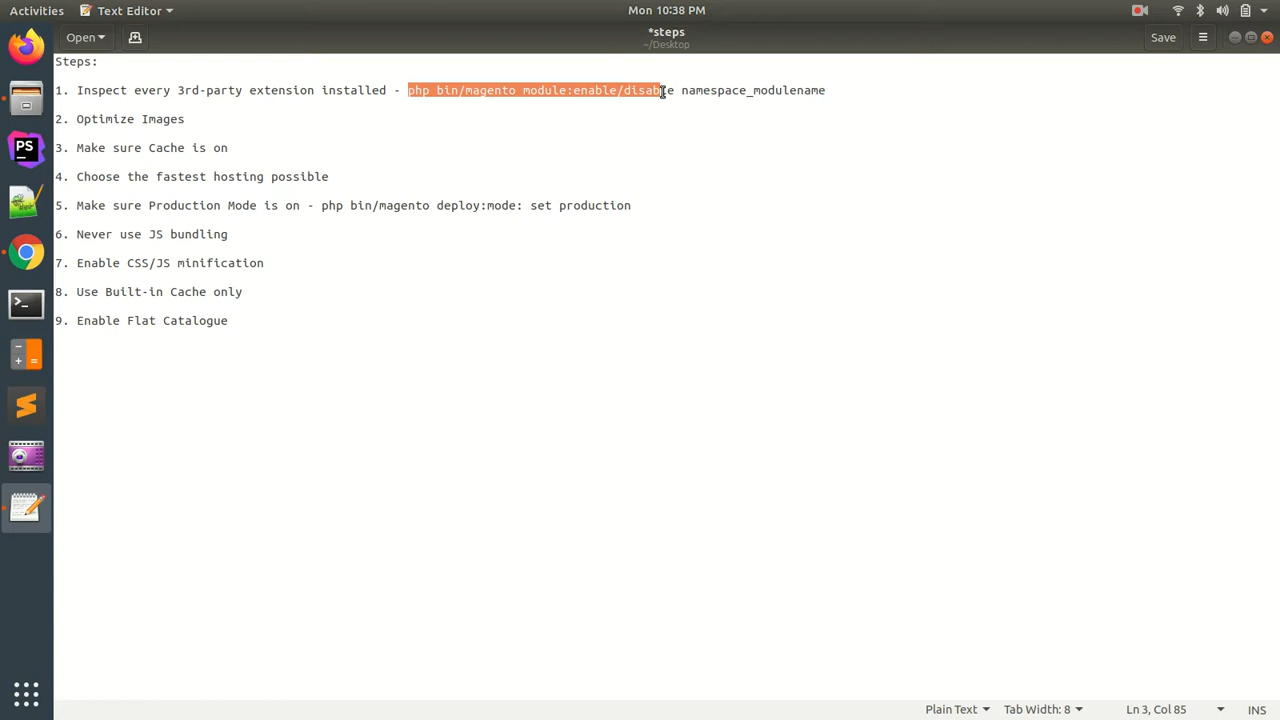 Activities Text Editor Mon 10:38 PM
Open *steps Save
~/Desktop
Steps:
1. Inspect every 3rd-party extension installed - php bin/magento module:enable/disable namespace_modulename
2. Optimize Images
3. Make sure Cache is on
4. Choose the fastest hosting possible
5. Make sure Production Mode is on - php bin/magento deploy:mode: set production
6. Never use JS bundling
7. Enable CSS/JS minification
8. Use Built-in Cache only
9. Enable Flat Catalogue
PS
Plain Text Tab Width: 8 Ln 3, Col 85 INS